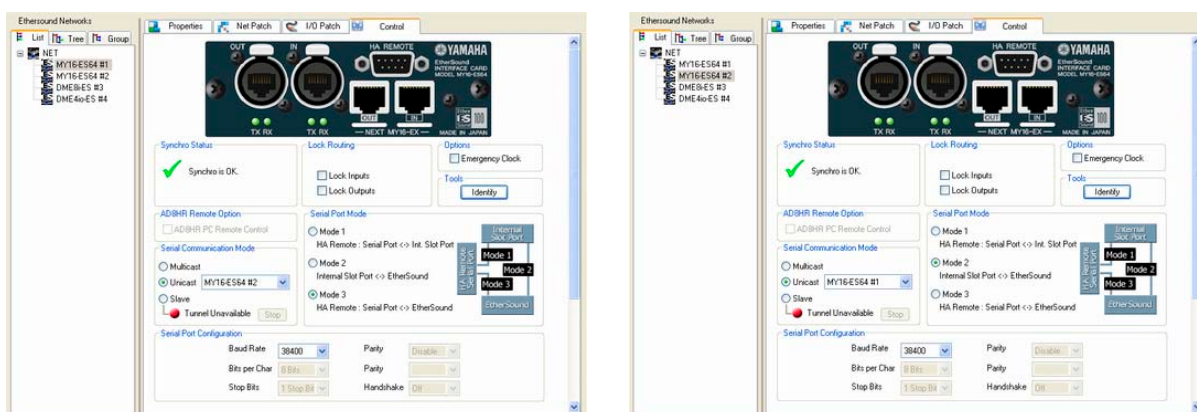 Ethersound Networks
List Tree Group
NET
MY16-ES64 #1
MY16-ES64 #2
DME8i-ES #3
DME4io-ES #4
Properties Net Patch I/O Patch Control
OUT IN HA REMOTE YAMAHA
EtherSound
INTERFACE CARD
MODEL MY16-ES64
OUT IN
TX RX TX RX — NEXT MY16-EX — MADE IN JAPAN
Synchro Status
Synchro is OK.
Lock Routing
Lock Inputs
Lock Outputs
Options
Emergency Clock
Tools
Identify
AD8HR Remote Option
AD8HR PC Remote Control
Serial Communication Mode
Multicast
Unicast MY16-ES64 #2
Slave
Tunnel Unavailable Stop
Serial Port Mode
Mode 1
HA Remote : Serial Port <-> Int. Slot Port
Mode 2
Internal Slot Port <-> EtherSound
Mode 3
HA Remote : Serial Port <-> EtherSound
Internal
Slot Port
HA Remote
Serial Port
Mode 1
Mode 2
Mode 3
EtherSound
Serial Port Configuration
Baud Rate 38400 Parity Disable
Bits per Char 8 Bits Parity
Stop Bits 1 Stop Bit Handshake Off
Ethersound Networks
List Tree Group
NET
MY16-ES64 #1
MY16-ES64 #2
DME8i-ES #3
DME4io-ES #4
Properties Net Patch I/O Patch Control
OUT IN HA REMOTE YAMAHA
EtherSound
INTERFACE CARD
MODEL MY16-ES64
OUT IN
TX RX TX RX — NEXT MY16-EX — MADE IN JAPAN
Synchro Status
Synchro is OK.
Lock Routing
Lock Inputs
Lock Outputs
Options
Emergency Clock
Tools
Identify
AD8HR Remote Option
AD8HR PC Remote Control
Serial Communication Mode
Multicast
Unicast MY16-ES64 #1
Slave
Tunnel Unavailable Stop
Serial Port Mode
Mode 1
HA Remote : Serial Port <-> Int. Slot Port
Mode 2
Internal Slot Port <-> EtherSound
Mode 3
HA Remote : Serial Port <-> EtherSound
Internal
Slot Port
HA Remote
Serial Port
Mode 1
Mode 2
Mode 3
EtherSound
Serial Port Configuration
Baud Rate 38400 Parity Disable
Bits per Char 8 Bits Parity
Stop Bits 1 Stop Bit Handshake Off